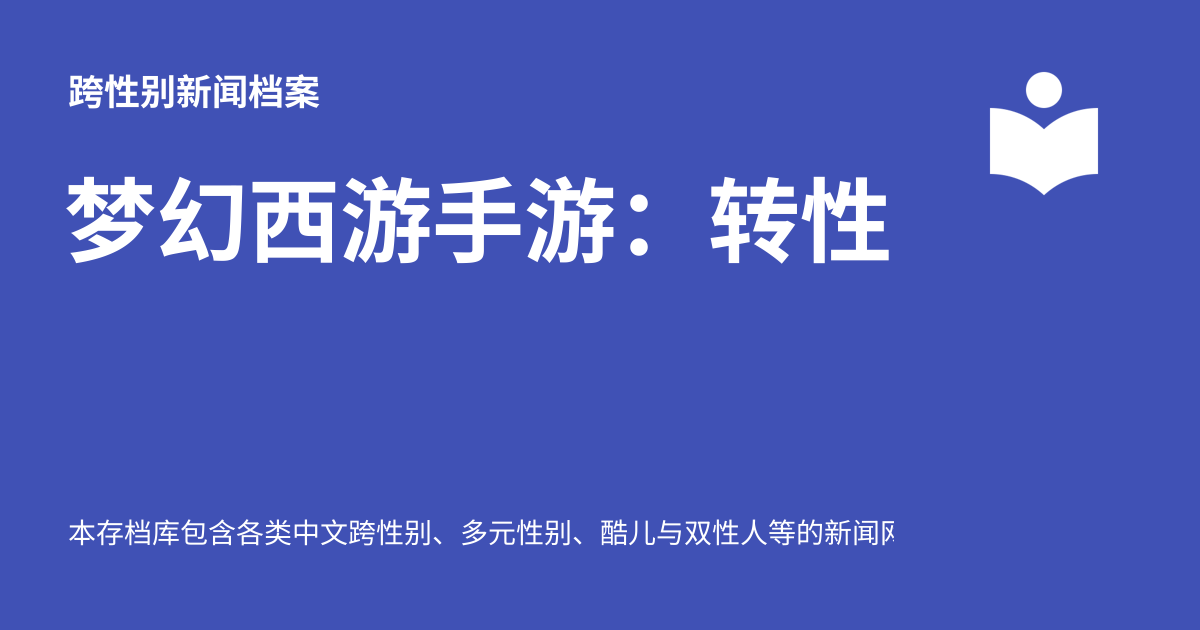 跨性别新闻档案
梦幻西游手游：转性
本存档库包含各类中文跨性别、多元性别、酷儿与双性人等的新闻